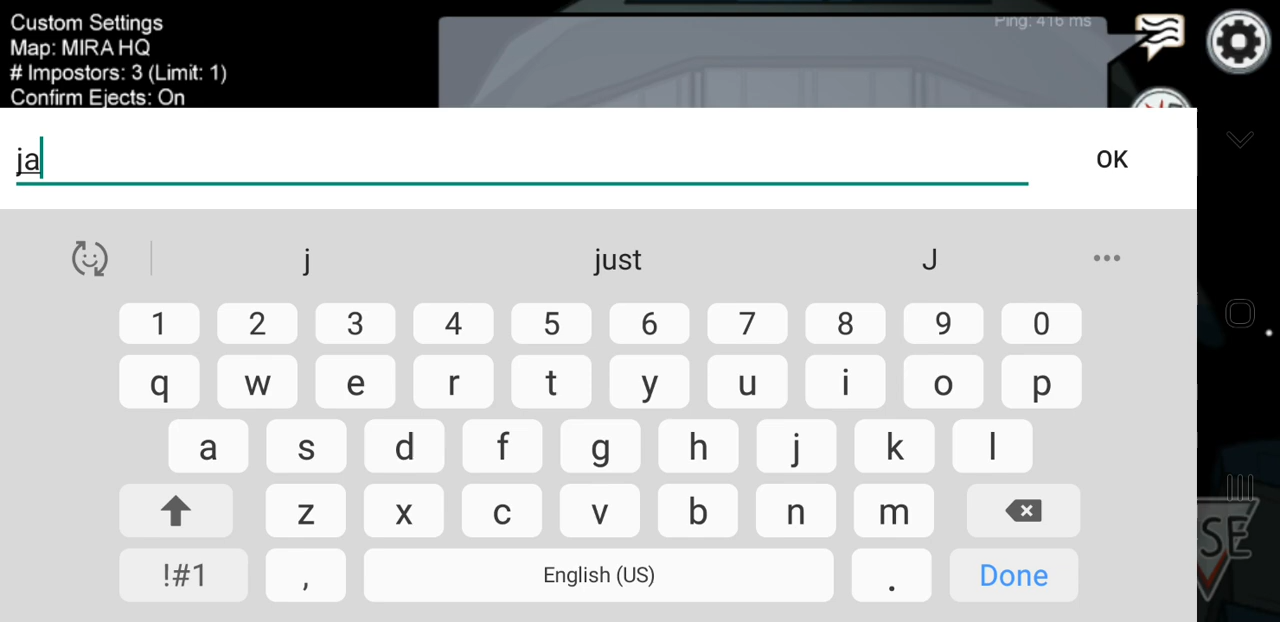 Custom Settings
Map: MIRA HQ
# Impostors: 3 (Limit: 1)
Confirm Ejects: On
Ping: 416 ms
ja
OK
j just J
1 2 3 4 5 6 7 8 9 0
q w e r t y u i o p
a s d f g h j k l
z x c v b n m
!#1 , English (US) . Done
SE